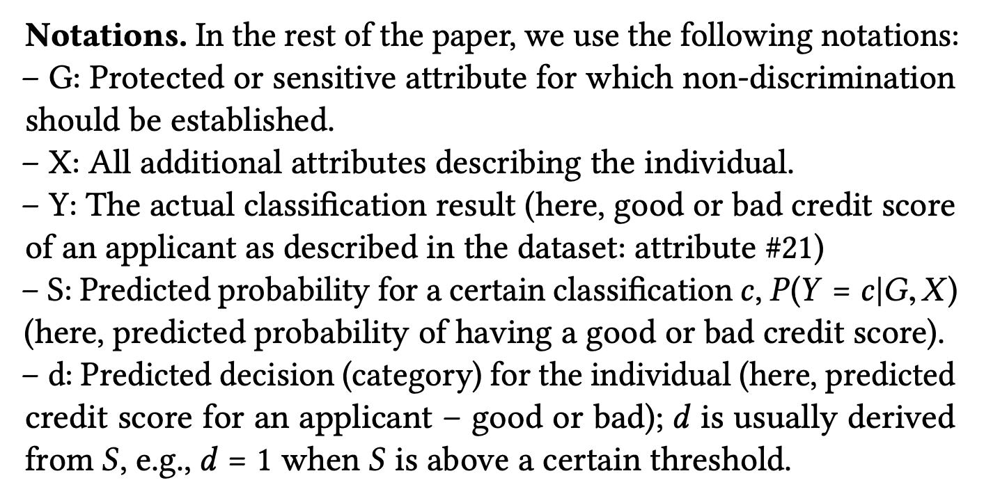 Notations. In the rest of the paper, we use the following notations:
– G: Protected or sensitive attribute for which non-discrimination
should be established.
– X: All additional attributes describing the individual.
– Y: The actual classification result (here, good or bad credit score
of an applicant as described in the dataset: attribute #21)
– S: Predicted probability for a certain classification c, P(Y = c|G, X)
(here, predicted probability of having a good or bad credit score).
– d: Predicted decision (category) for the individual (here, predicted
credit score for an applicant – good or bad); d is usually derived
from S, e.g., d = 1 when S is above a certain threshold.